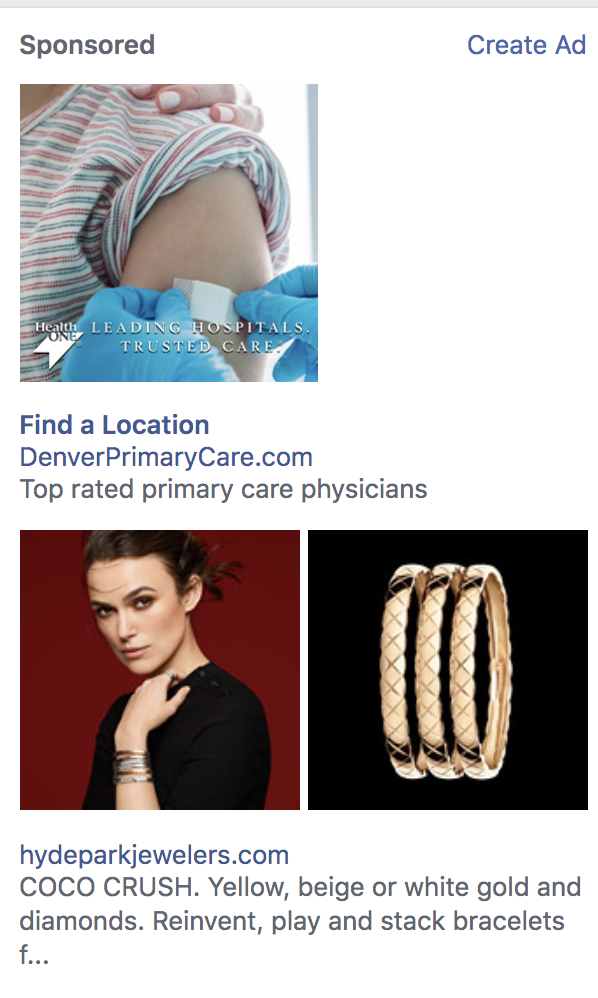 Sponsored
Create Ad
Health
ONE
LEADING HOSPITALS.
TRUSTED CARE.
Find a Location
DenverPrimaryCare.com
Top rated primary care physicians
hydeparkjewelers.com
COCO CRUSH. Yellow, beige or white gold and
diamonds. Reinvent, play and stack bracelets
f...